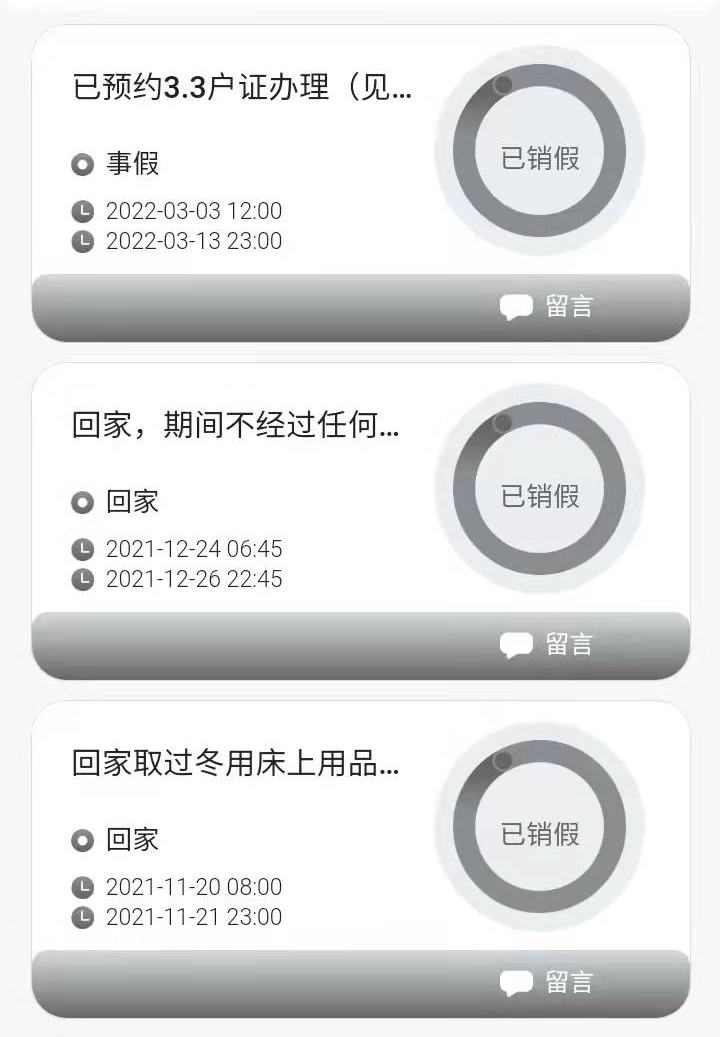 已预约3.3户证办理（见...
已销假
事假
2022-03-03 12:00
2022-03-13 23:00
留言
回家，期间不经过任何...
已销假
回家
2021-12-24 06:45
2021-12-26 22:45
留言
回家取过冬用床上用品...
已销假
回家
2021-11-20 08:00
2021-11-21 23:00
留言